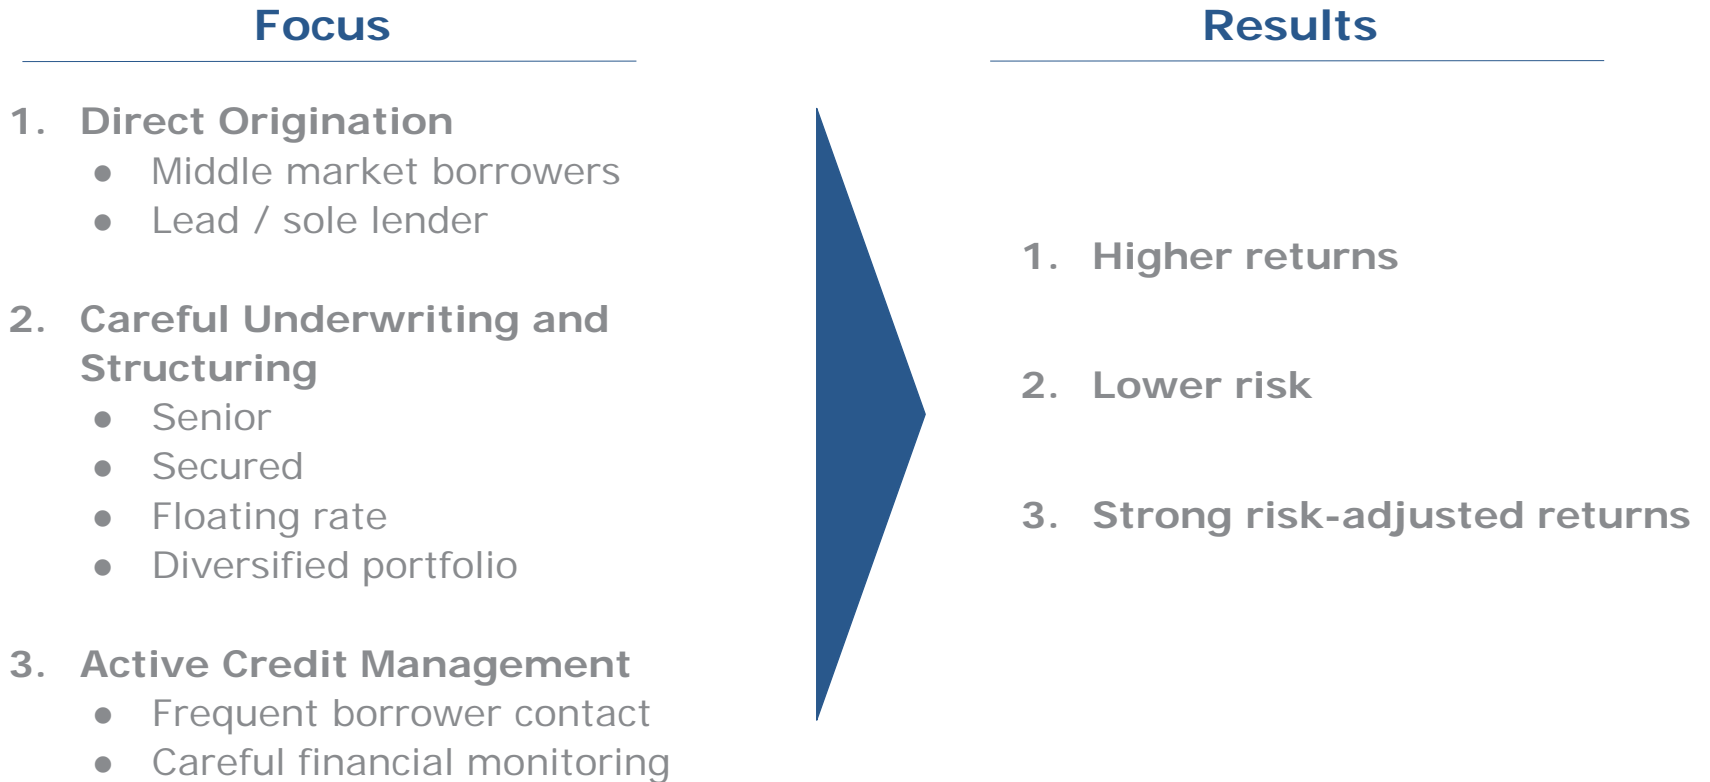 Focus
1. Direct Origination
● Middle market borrowers
● Lead / sole lender
2. Careful Underwriting and
Structuring
● Senior
● Secured
● Floating rate
● Diversified portfolio
3. Active Credit Management
● Frequent borrower contact
● Careful financial monitoring
Results
1. Higher returns
2. Lower risk
3. Strong risk-adjusted returns